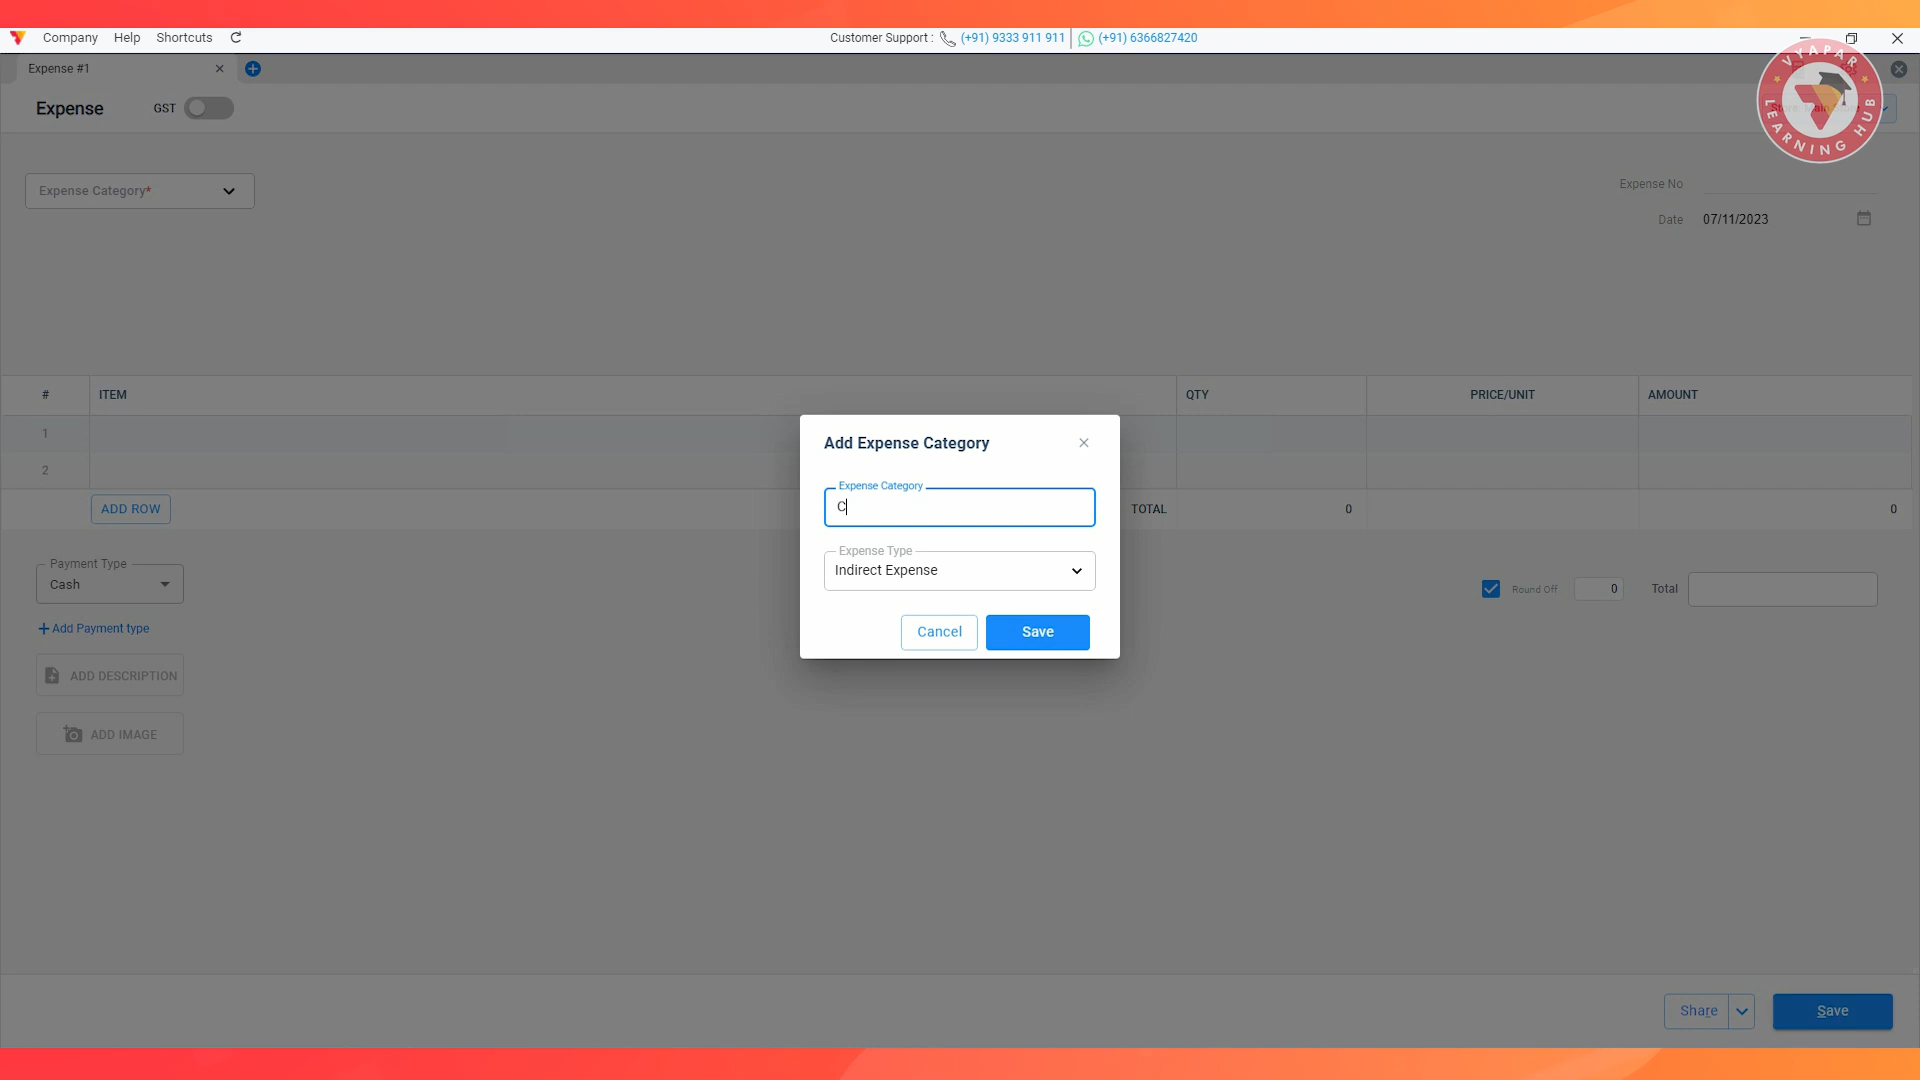 Company Help Shortcuts
Customer Support : (+91) 9333 911 911 (+91) 6366827420
Expense #1
Expense GST
VYAPAR
LEARNING HUB
Expense Category*
Expense No
Date 07/11/2023
# ITEM QTY PRICE/UNIT AMOUNT
1
2
ADD ROW TOTAL 0 0
Add Expense Category
Expense Category
C
Expense Type
Indirect Expense
Cancel Save
Payment Type
Cash
Round Off 0 Total
Add Payment type
ADD DESCRIPTION
ADD IMAGE
Share Save